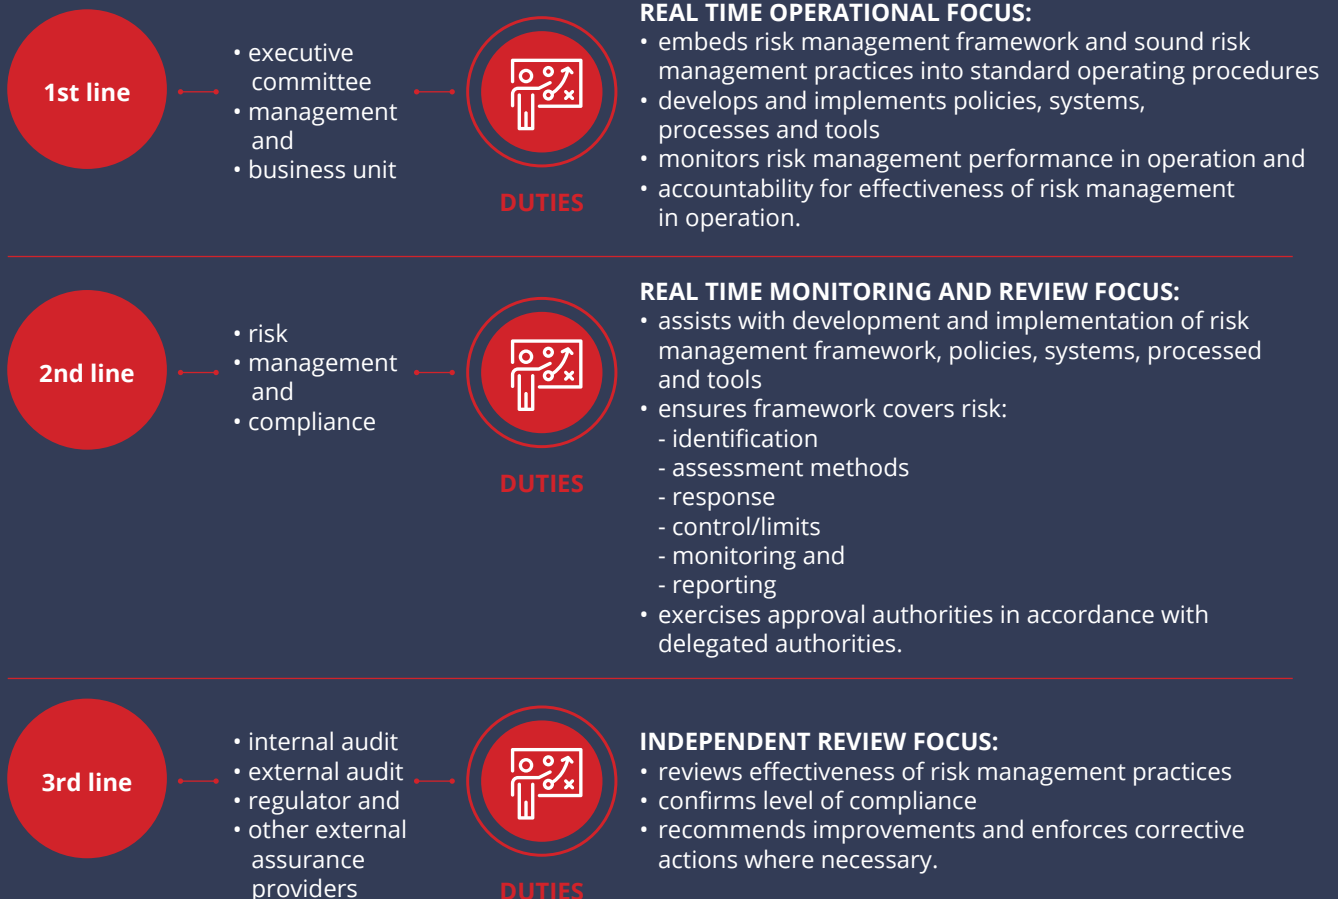 1st line
• executive
committee
• management
and
• business unit
DUTIES
REAL TIME OPERATIONAL FOCUS:
• embeds risk management framework and sound risk
management practices into standard operating procedures
• develops and implements policies, systems,
processes and tools
• monitors risk management performance in operation and
• accountability for effectiveness of risk management
in operation.
2nd line
• risk
• management
and
• compliance
DUTIES
REAL TIME MONITORING AND REVIEW FOCUS:
• assists with development and implementation of risk
management framework, policies, systems, processed
and tools
• ensures framework covers risk:
- identification
- assessment methods
- response
- control/limits
- monitoring and
- reporting
• exercises approval authorities in accordance with
delegated authorities.
3rd line
• internal audit
• external audit
• regulator and
• other external
assurance
providers
DUTIES
INDEPENDENT REVIEW FOCUS:
• reviews effectiveness of risk management practices
• confirms level of compliance
• recommends improvements and enforces corrective
actions where necessary.